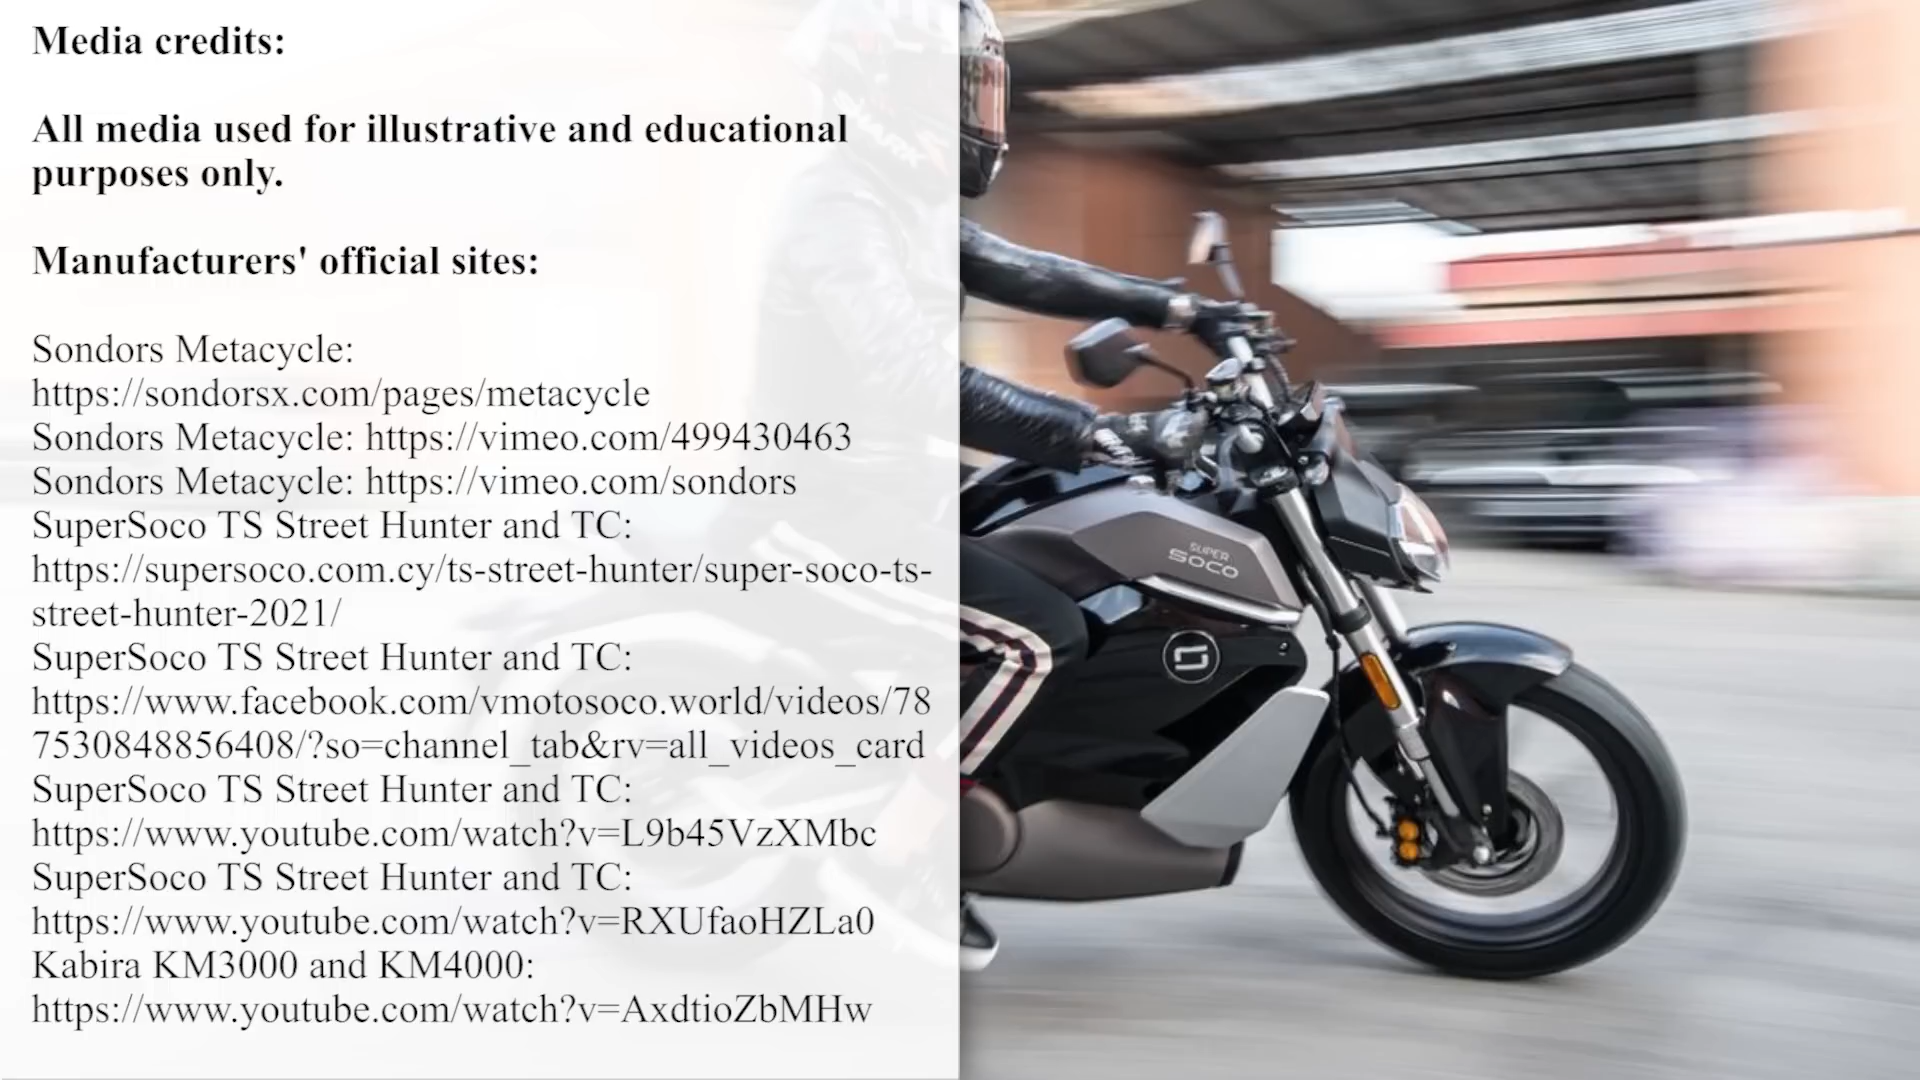 Media credits:
All media used for illustrative and educational
purposes only.
Manufacturers' official sites:
Sondors Metacycle:
https://sondorsx.com/pages/metacycle
Sondors Metacycle: https://vimeo.com/499430463
Sondors Metacycle: https://vimeo.com/sondors
SuperSoco TS Street Hunter and TC:
https://supersoco.com.cy/ts-street-hunter/super-soco-ts-
street-hunter-2021/
SuperSoco TS Street Hunter and TC:
https://www.facebook.com/vmotosoco.world/videos/78
7530848856408/?so=channel_tab&rv=all_videos_card
SuperSoco TS Street Hunter and TC:
https://www.youtube.com/watch?v=L9b45VzXMbc
SuperSoco TS Street Hunter and TC:
https://www.youtube.com/watch?v=RXUfaoHZLa0
Kabira KM3000 and KM4000:
https://www.youtube.com/watch?v=AxdtioZbMHw
SUPER
SOCO